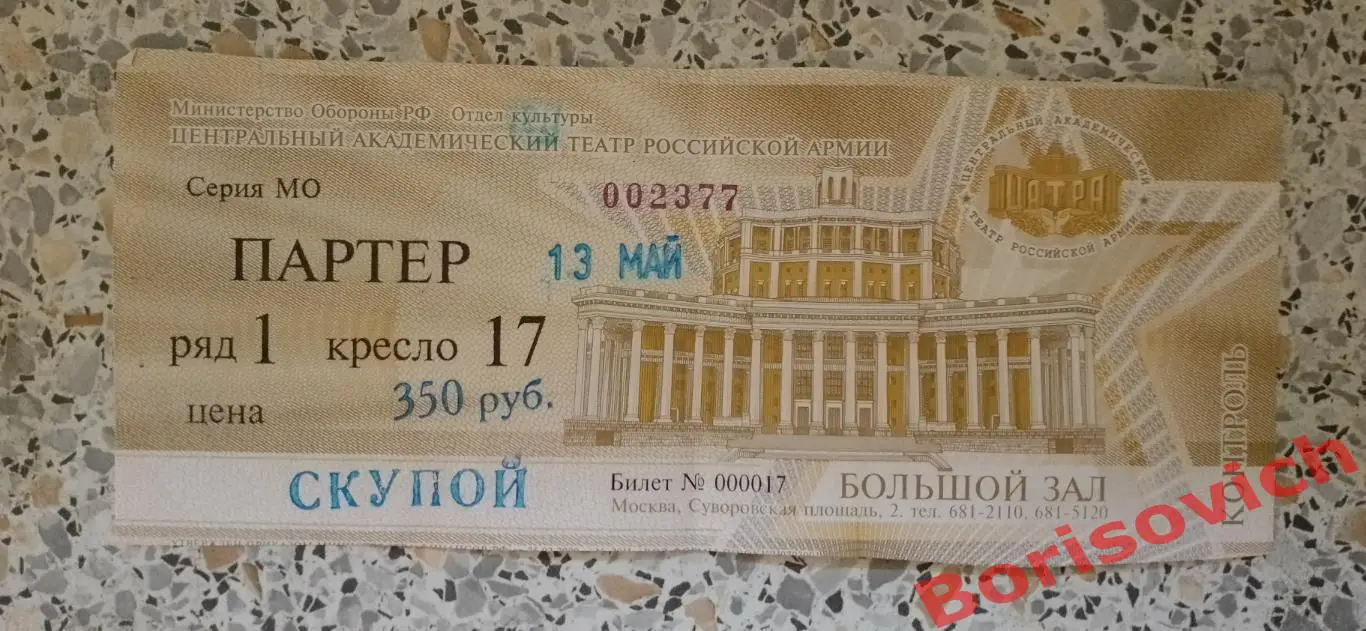 Министерство Обороны РФ Отдел культуры
ЦЕНТРАЛЬНЫЙ АКАДЕМИЧЕСКИЙ ТЕАТР РОССИЙСКОЙ АРМИИ
Серия МО
002377
ПАРТЕР
13 МАЙ
ряд 1 кресло 17
цена
350 руб.
СКУПОЙ
Билет № 000017
Москва, Суворовская площадь, 2. тел. 681-2110, 681-5120
БОЛЬШОЙ ЗАЛ
ЦЕНТРАЛЬНЫЙ АКАДЕМИЧЕСКИЙ
ЦАТРА
ТЕАТР РОССИЙСКОЙ АРМИИ
КОНТРОЛЬ
Borisovich